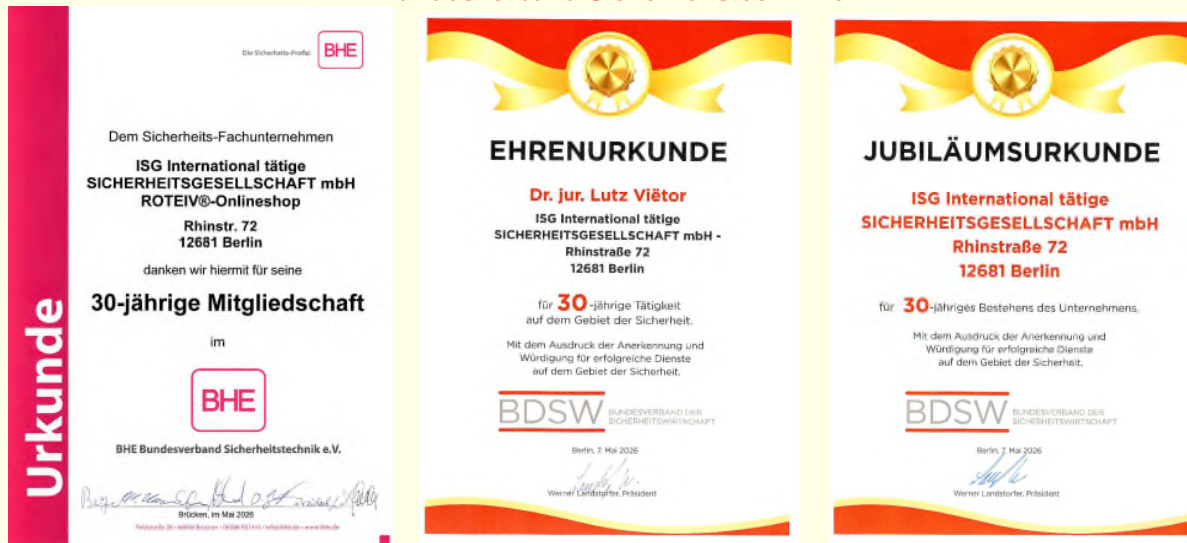 Urkunde
Die Sicherheits-Profis!
BHE
Dem Sicherheits-Fachunternehmen
ISG International tätige
SICHERHEITSGESELLSCHAFT mbH
ROTEIV®-Onlineshop
Rhinstr. 72
12681 Berlin
danken wir hiermit für seine
30-jährige Mitgliedschaft
im
BHE
BHE Bundesverband Sicherheitstechnik e.V.
Brücken, im Mai 2026
EHRENURKUNDE
Dr. jur. Lutz Viëtor
ISG International tätige
SICHERHEITSGESELLSCHAFT mbH -
Rhinstraße 72
12681 Berlin
für 30-jährige Tätigkeit
auf dem Gebiet der Sicherheit.
Mit dem Ausdruck der Anerkennung und
Würdigung für erfolgreiche Dienste
auf dem Gebiet der Sicherheit.
BDSW BUNDESVERBAND DER
SICHERHEITSWIRTSCHAFT
Berlin, 7. Mai 2026
Werner Landstorfer, Präsident
JUBILÄUMSURKUNDE
ISG International tätige
SICHERHEITSGESELLSCHAFT mbH
Rhinstraße 72
12681 Berlin
für 30-jähriges Bestehens des Unternehmens.
Mit dem Ausdruck der Anerkennung und
Würdigung für erfolgreiche Dienste
auf dem Gebiet der Sicherheit.
BDSW BUNDESVERBAND DER
SICHERHEITSWIRTSCHAFT
Berlin, 7. Mai 2026
Werner Landstorfer, Präsident